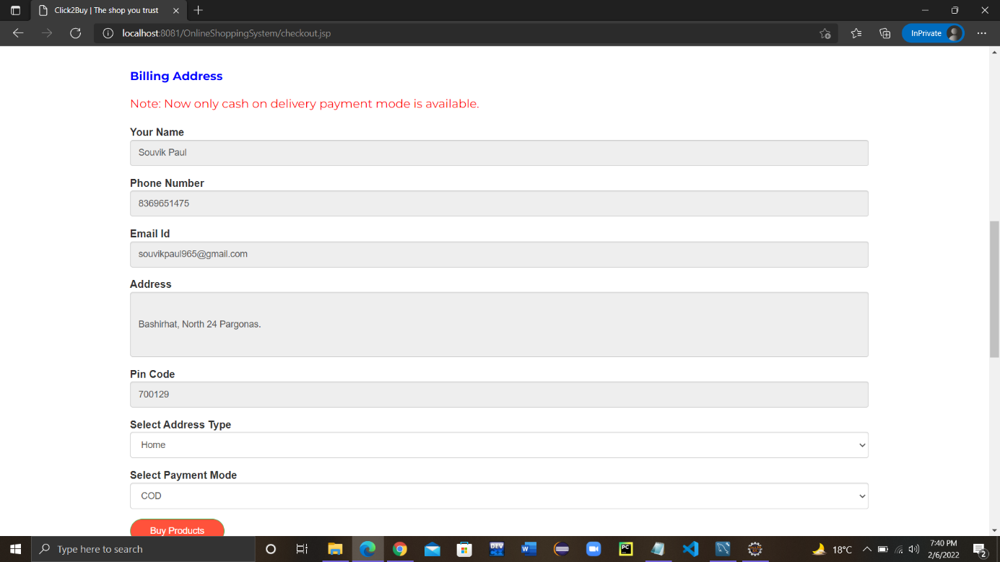 Click2Buy | The shop you trust
localhost:8081/OnlineShoppingSystem/checkout.jsp
InPrivate
Billing Address
Note: Now only cash on delivery payment mode is available.
Your Name
Souvik Paul
Phone Number
8369651475
Email Id
souvikpaul965@gmail.com
Address
Bashirhat, North 24 Pargonas.
Pin Code
700129
Select Address Type
Home
Select Payment Mode
COD
Buy Products
Type here to search
DEV
W
PC
18°C
7:40 PM
2/6/2022
2